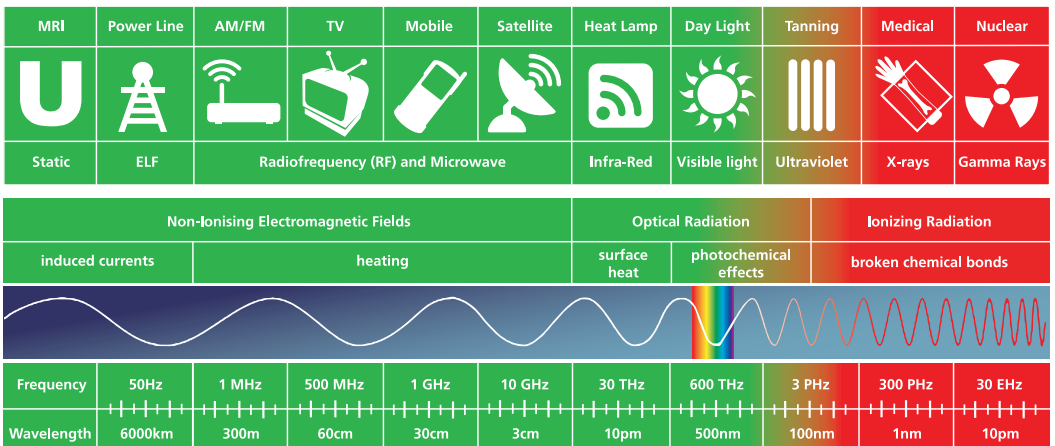 MRI Power Line AM/FM TV Mobile Satellite Heat Lamp Day Light Tanning Medical Nuclear
Static ELF Radiofrequency (RF) and Microwave Infra-Red Visible light Ultraviolet X-rays Gamma Rays
Non-Ionising Electromagnetic Fields Optical Radiation Ionizing Radiation
induced currents heating surface heat photochemical effects broken chemical bonds
Frequency 50Hz 1 MHz 500 MHz 1 GHz 10 GHz 30 THz 600 THz 3 PHz 300 PHz 30 EHz
Wavelength 6000km 300m 60cm 30cm 3cm 10pm 500nm 100nm 1nm 10pm